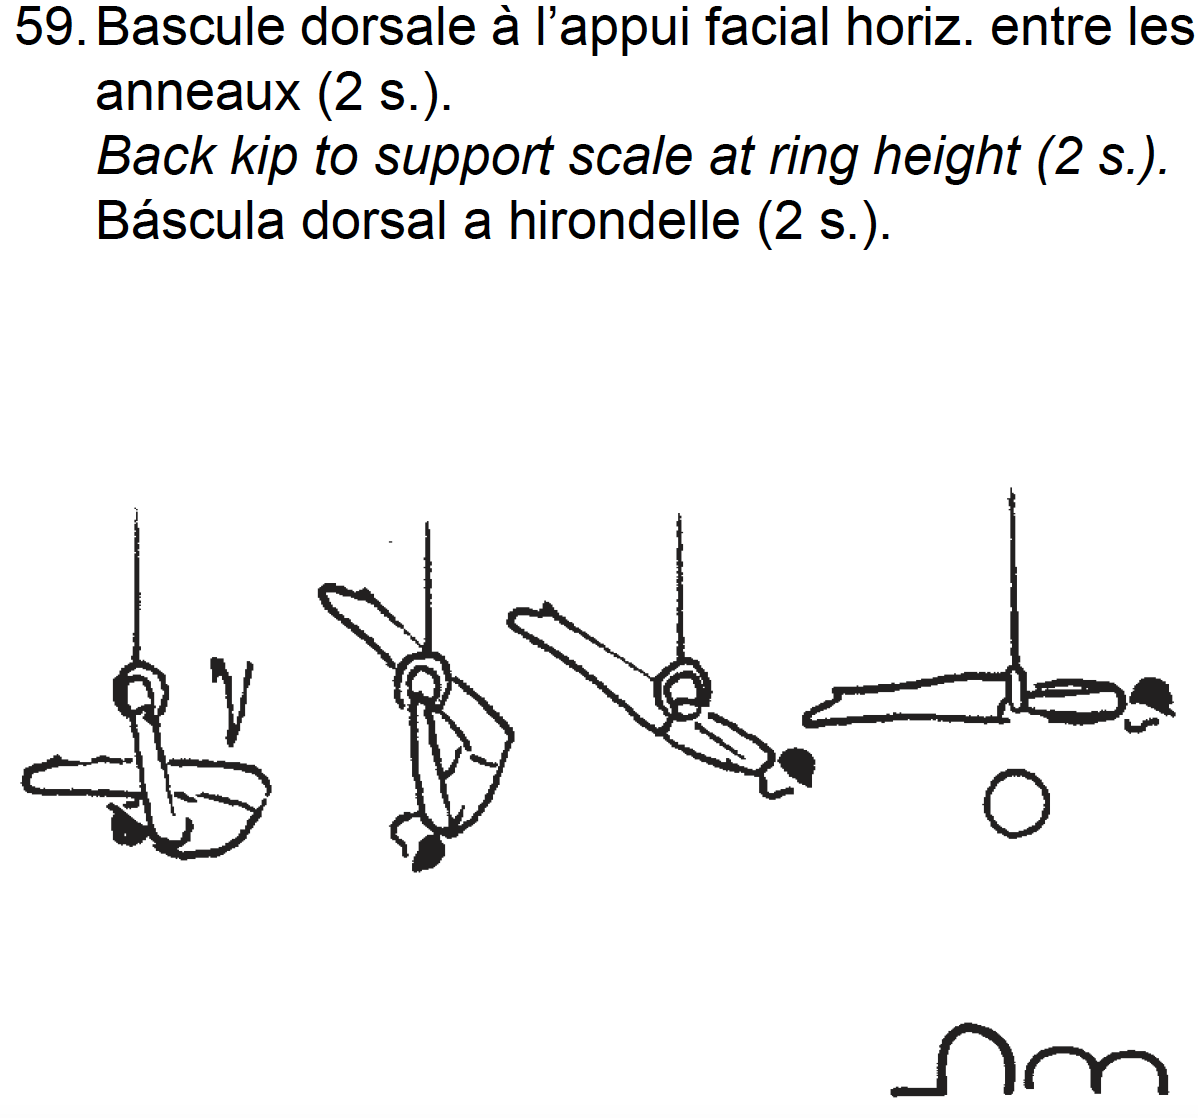 59. Bascule dorsale à l’appui facial horiz. entre les
anneaux (2 s.).
Back kip to support scale at ring height (2 s.).
Báscula dorsal a hirondelle (2 s.).